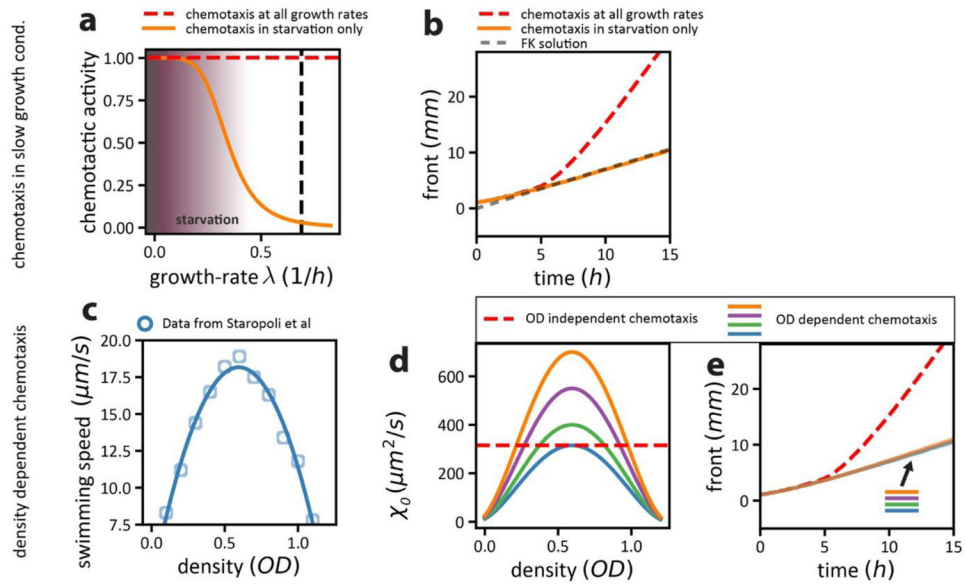 chemotaxis in slow growth cond.
a
chemotaxis at all growth rates
chemotaxis in starvation only
chemotactic activity
1.00
0.75
0.50
0.25
0.00
starvation
0.0
0.5
growth-rate λ (1/h)
b
chemotaxis at all growth rates
chemotaxis in starvation only
FK solution
front (mm)
20
10
0
0
5
10
15
time (h)
density dependent chemotaxis
c
Data from Staropoli et al
swimming speed (μm/s)
20.0
17.5
15.0
12.5
10.0
7.5
0.0
0.5
1.0
density (OD)
OD independent chemotaxis
OD dependent chemotaxis
d
χ0 (μm²/s)
600
400
200
0
0.0
0.5
1.0
density (OD)
e
front (mm)
20
10
0
0
5
10
15
time (h)